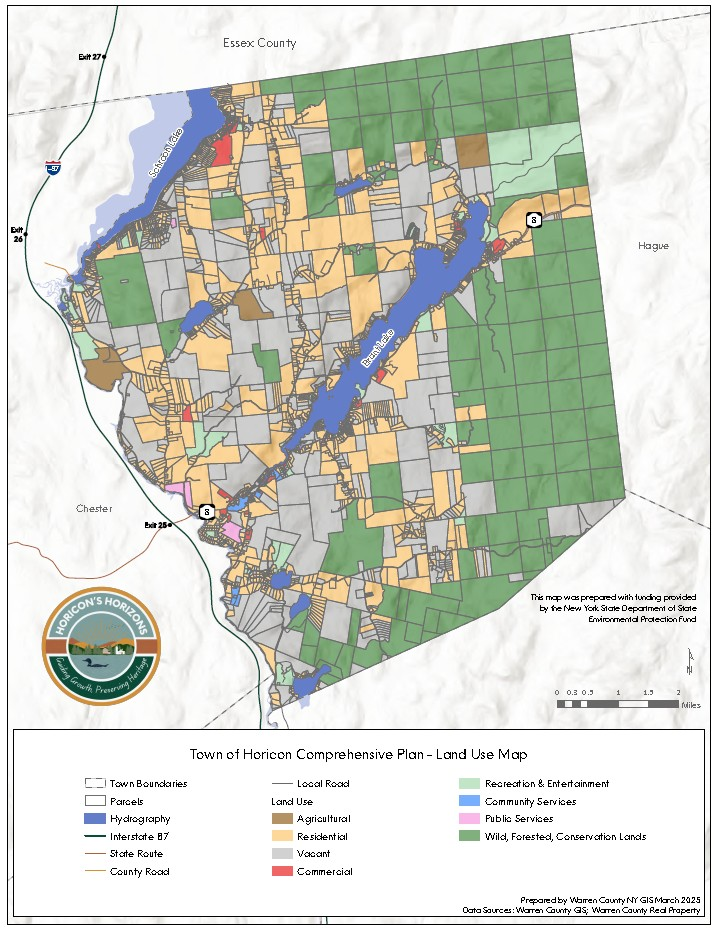 Essex County
Exit 27
Schroon Lake
87
Exit
26
8
Hague
Brant Lake
Chester
8
Exit 25
HORICON'S HORIZONS
Guiding Growth, Preserving Heritage
This map was prepared with funding provided
by the New York State Department of State
Environmental Protection Fund
N
0 0.3 0.5 1 1.5 2
Miles
Town of Horicon Comprehensive Plan - Land Use Map
Town Boundaries
Parcels
Hydrography
Interstate 87
State Route
County Road
Local Road
Land Use
Agricultural
Residential
Vacant
Commercial
Recreation & Entertainment
Community Services
Public Services
Wild, Forested, Conservation Lands
Prepared by Warren County NY GIS March 2025
Data Sources: Warren County GIS; Warren County Real Property